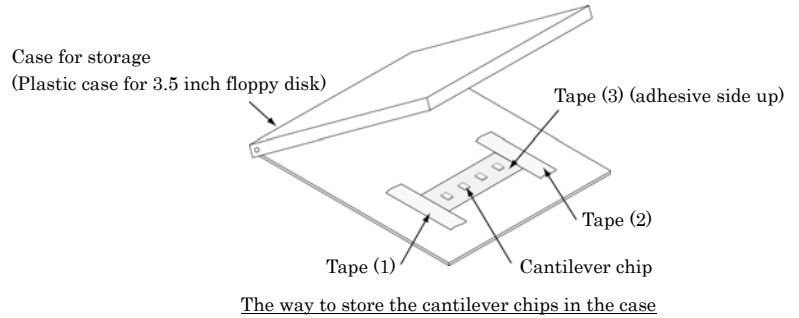 Case for storage
(Plastic case for 3.5 inch floppy disk)
Tape (3) (adhesive side up)
Tape (2)
Tape (1)
Cantilever chip
The way to store the cantilever chips in the case